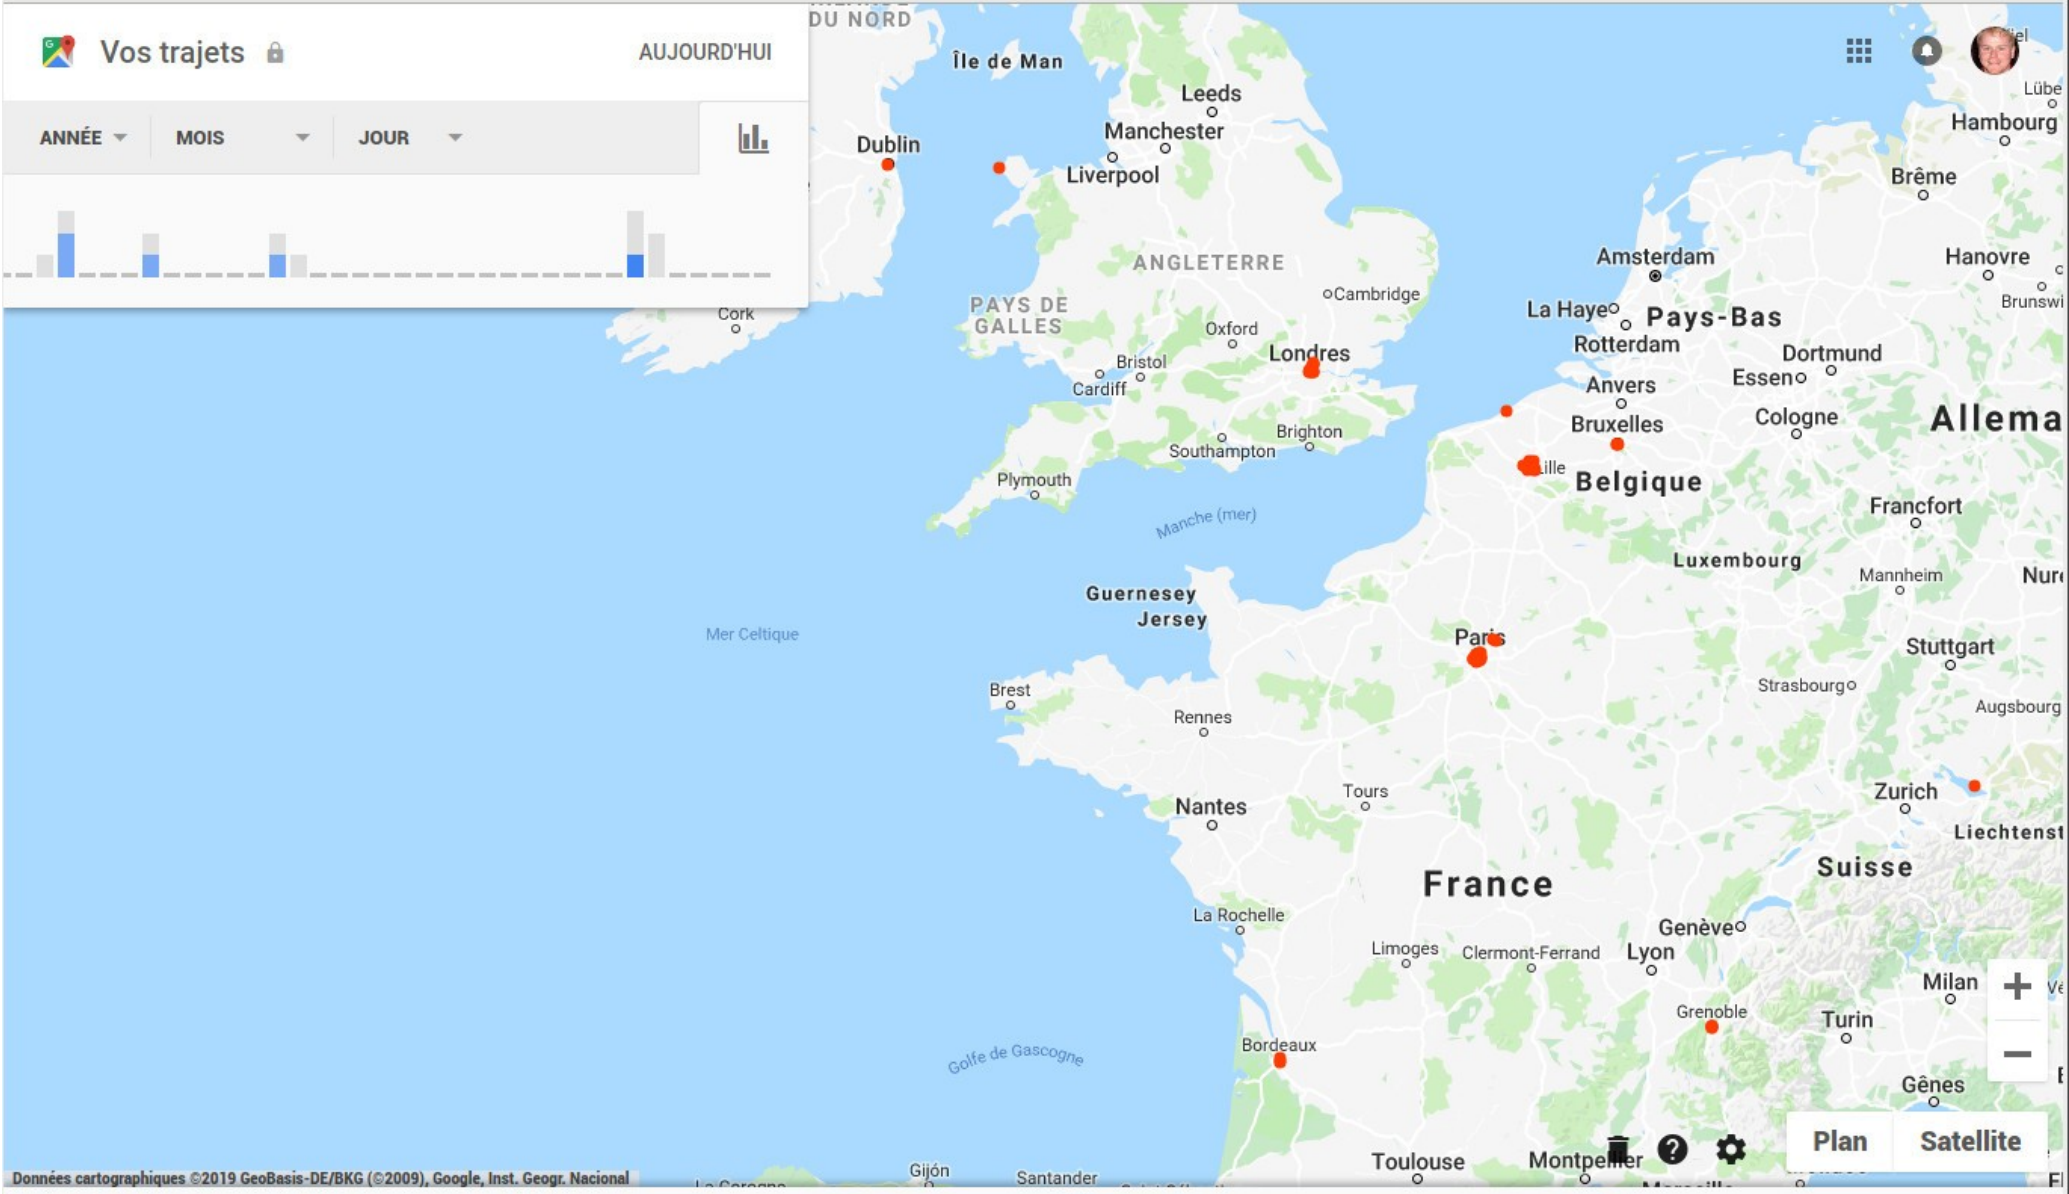 DU NORD
Vos trajets
AUJOURD'HUI
ANNÉE
MOIS
JOUR
Île de Man
Leeds
Manchester
Dublin
Liverpool
Hambourg
Brême
ANGLETERRE
Amsterdam
Hanovre
Cambridge
PAYS DE
GALLES
La Haye
Pays-Bas
Brunswi
Cork
Oxford
Rotterdam
Londres
Dortmund
Bristol
Essen
Cardiff
Anvers
Cologne
Allema
Bruxelles
Brighton
Southampton
Lille
Plymouth
Belgique
Francfort
Manche (mer)
Luxembourg
Mannheim
Guernesey
Jersey
Mer Celtique
Paris
Stuttgart
Strasbourg
Brest
Augsbourg
Rennes
Tours
Zurich
Nantes
Liechtenst
Suisse
France
La Rochelle
Genève
Limoges
Clermont-Ferrand
Lyon
Milan
Grenoble
Turin
Bordeaux
Golfe de Gascogne
Gênes
Plan
Satellite
Toulouse
Montpellier
Gijón
Santander
Données cartographiques ©2019 GeoBasis-DE/BKG (©2009), Google, Inst. Geogr. Nacional